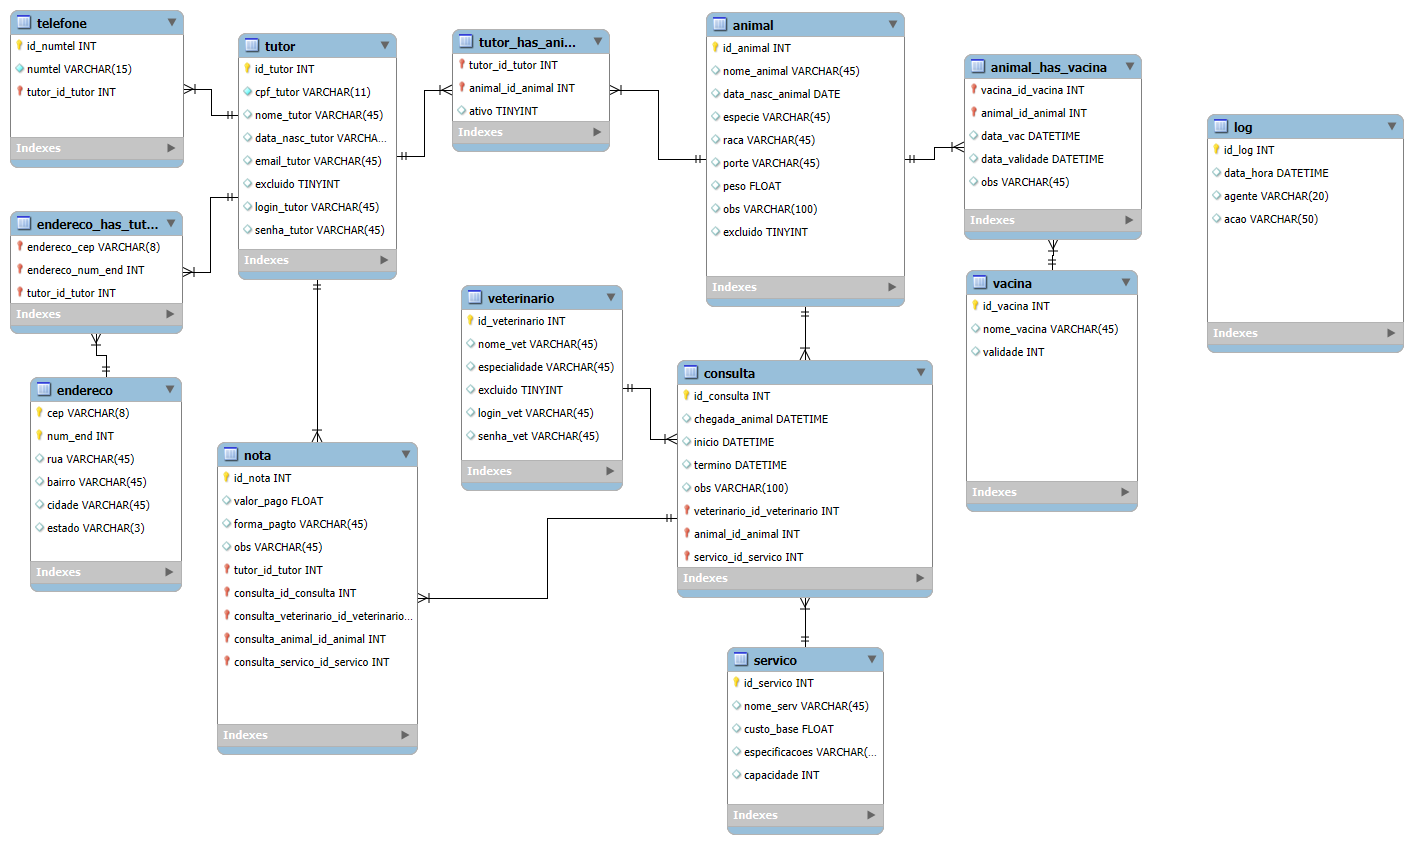 telefone
id_numtel INT
numtel VARCHAR(15)
tutor_id_tutor INT
Indexes
tutor
id_tutor INT
cpf_tutor VARCHAR(11)
nome_tutor VARCHAR(45)
data_nasc_tutor VARCHA...
email_tutor VARCHAR(45)
excluido TINYINT
login_tutor VARCHAR(45)
senha_tutor VARCHAR(45)
Indexes
tutor_has_ani...
tutor_id_tutor INT
animal_id_animal INT
ativo TINYINT
Indexes
animal
id_animal INT
nome_animal VARCHAR(45)
data_nasc_animal DATE
especie VARCHAR(45)
raca VARCHAR(45)
porte VARCHAR(45)
peso FLOAT
obs VARCHAR(100)
excluido TINYINT
Indexes
animal_has_vacina
vacina_id_vacina INT
animal_id_animal INT
data_vac DATETIME
data_validade DATETIME
obs VARCHAR(45)
Indexes
log
id_log INT
data_hora DATETIME
agente VARCHAR(20)
acao VARCHAR(50)
Indexes
endereco_has_tut...
endereco_cep VARCHAR(8)
endereco_num_end INT
tutor_id_tutor INT
Indexes
veterinario
id_veterinario INT
nome_vet VARCHAR(45)
especialidade VARCHAR(45)
excluido TINYINT
login_vet VARCHAR(45)
senha_vet VARCHAR(45)
Indexes
vacina
id_vacina INT
nome_vacina VARCHAR(45)
validade INT
Indexes
endereco
cep VARCHAR(8)
num_end INT
rua VARCHAR(45)
bairro VARCHAR(45)
cidade VARCHAR(45)
estado VARCHAR(3)
Indexes
nota
id_nota INT
valor_pago FLOAT
forma_pagto VARCHAR(45)
obs VARCHAR(45)
tutor_id_tutor INT
consulta_id_consulta INT
consulta_veterinario_id_veterinario...
consulta_animal_id_animal INT
consulta_servico_id_servico INT
Indexes
consulta
id_consulta INT
chegada_animal DATETIME
inicio DATETIME
termino DATETIME
obs VARCHAR(100)
veterinario_id_veterinario INT
animal_id_animal INT
servico_id_servico INT
Indexes
servico
id_servico INT
nome_serv VARCHAR(45)
custo_base FLOAT
especificacoes VARCHAR(...
capacidade INT
Indexes